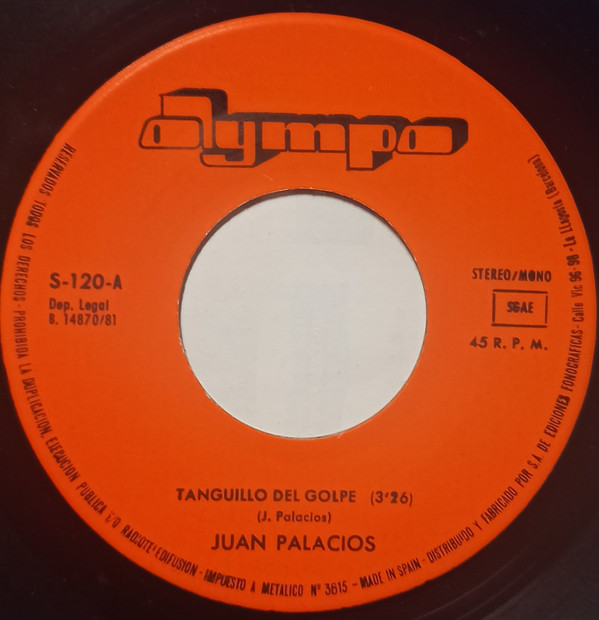 olympo
S-120-A
Dep. Legal
B. 14870/81
STEREO/MONO
SGAE
45 R. P. M.
TANGUILLO DEL GOLPE (3'26)
(J. Palacios)
JUAN PALACIOS
RESERVADOS TODOS LOS DERECHOS - PROHIBIDA LA DUPLICACION, EJECUCION PUBLICA Y/O RADIODIFUSION - IMPUESTO A METALICO Nº 3615 - MADE IN SPAIN - DISTRIBUIDO Y FABRICADO POR S.A. DE EDICIONES FONOGRAFICAS - Calle Vic 96-98 - La Llagosta (Barcelona)